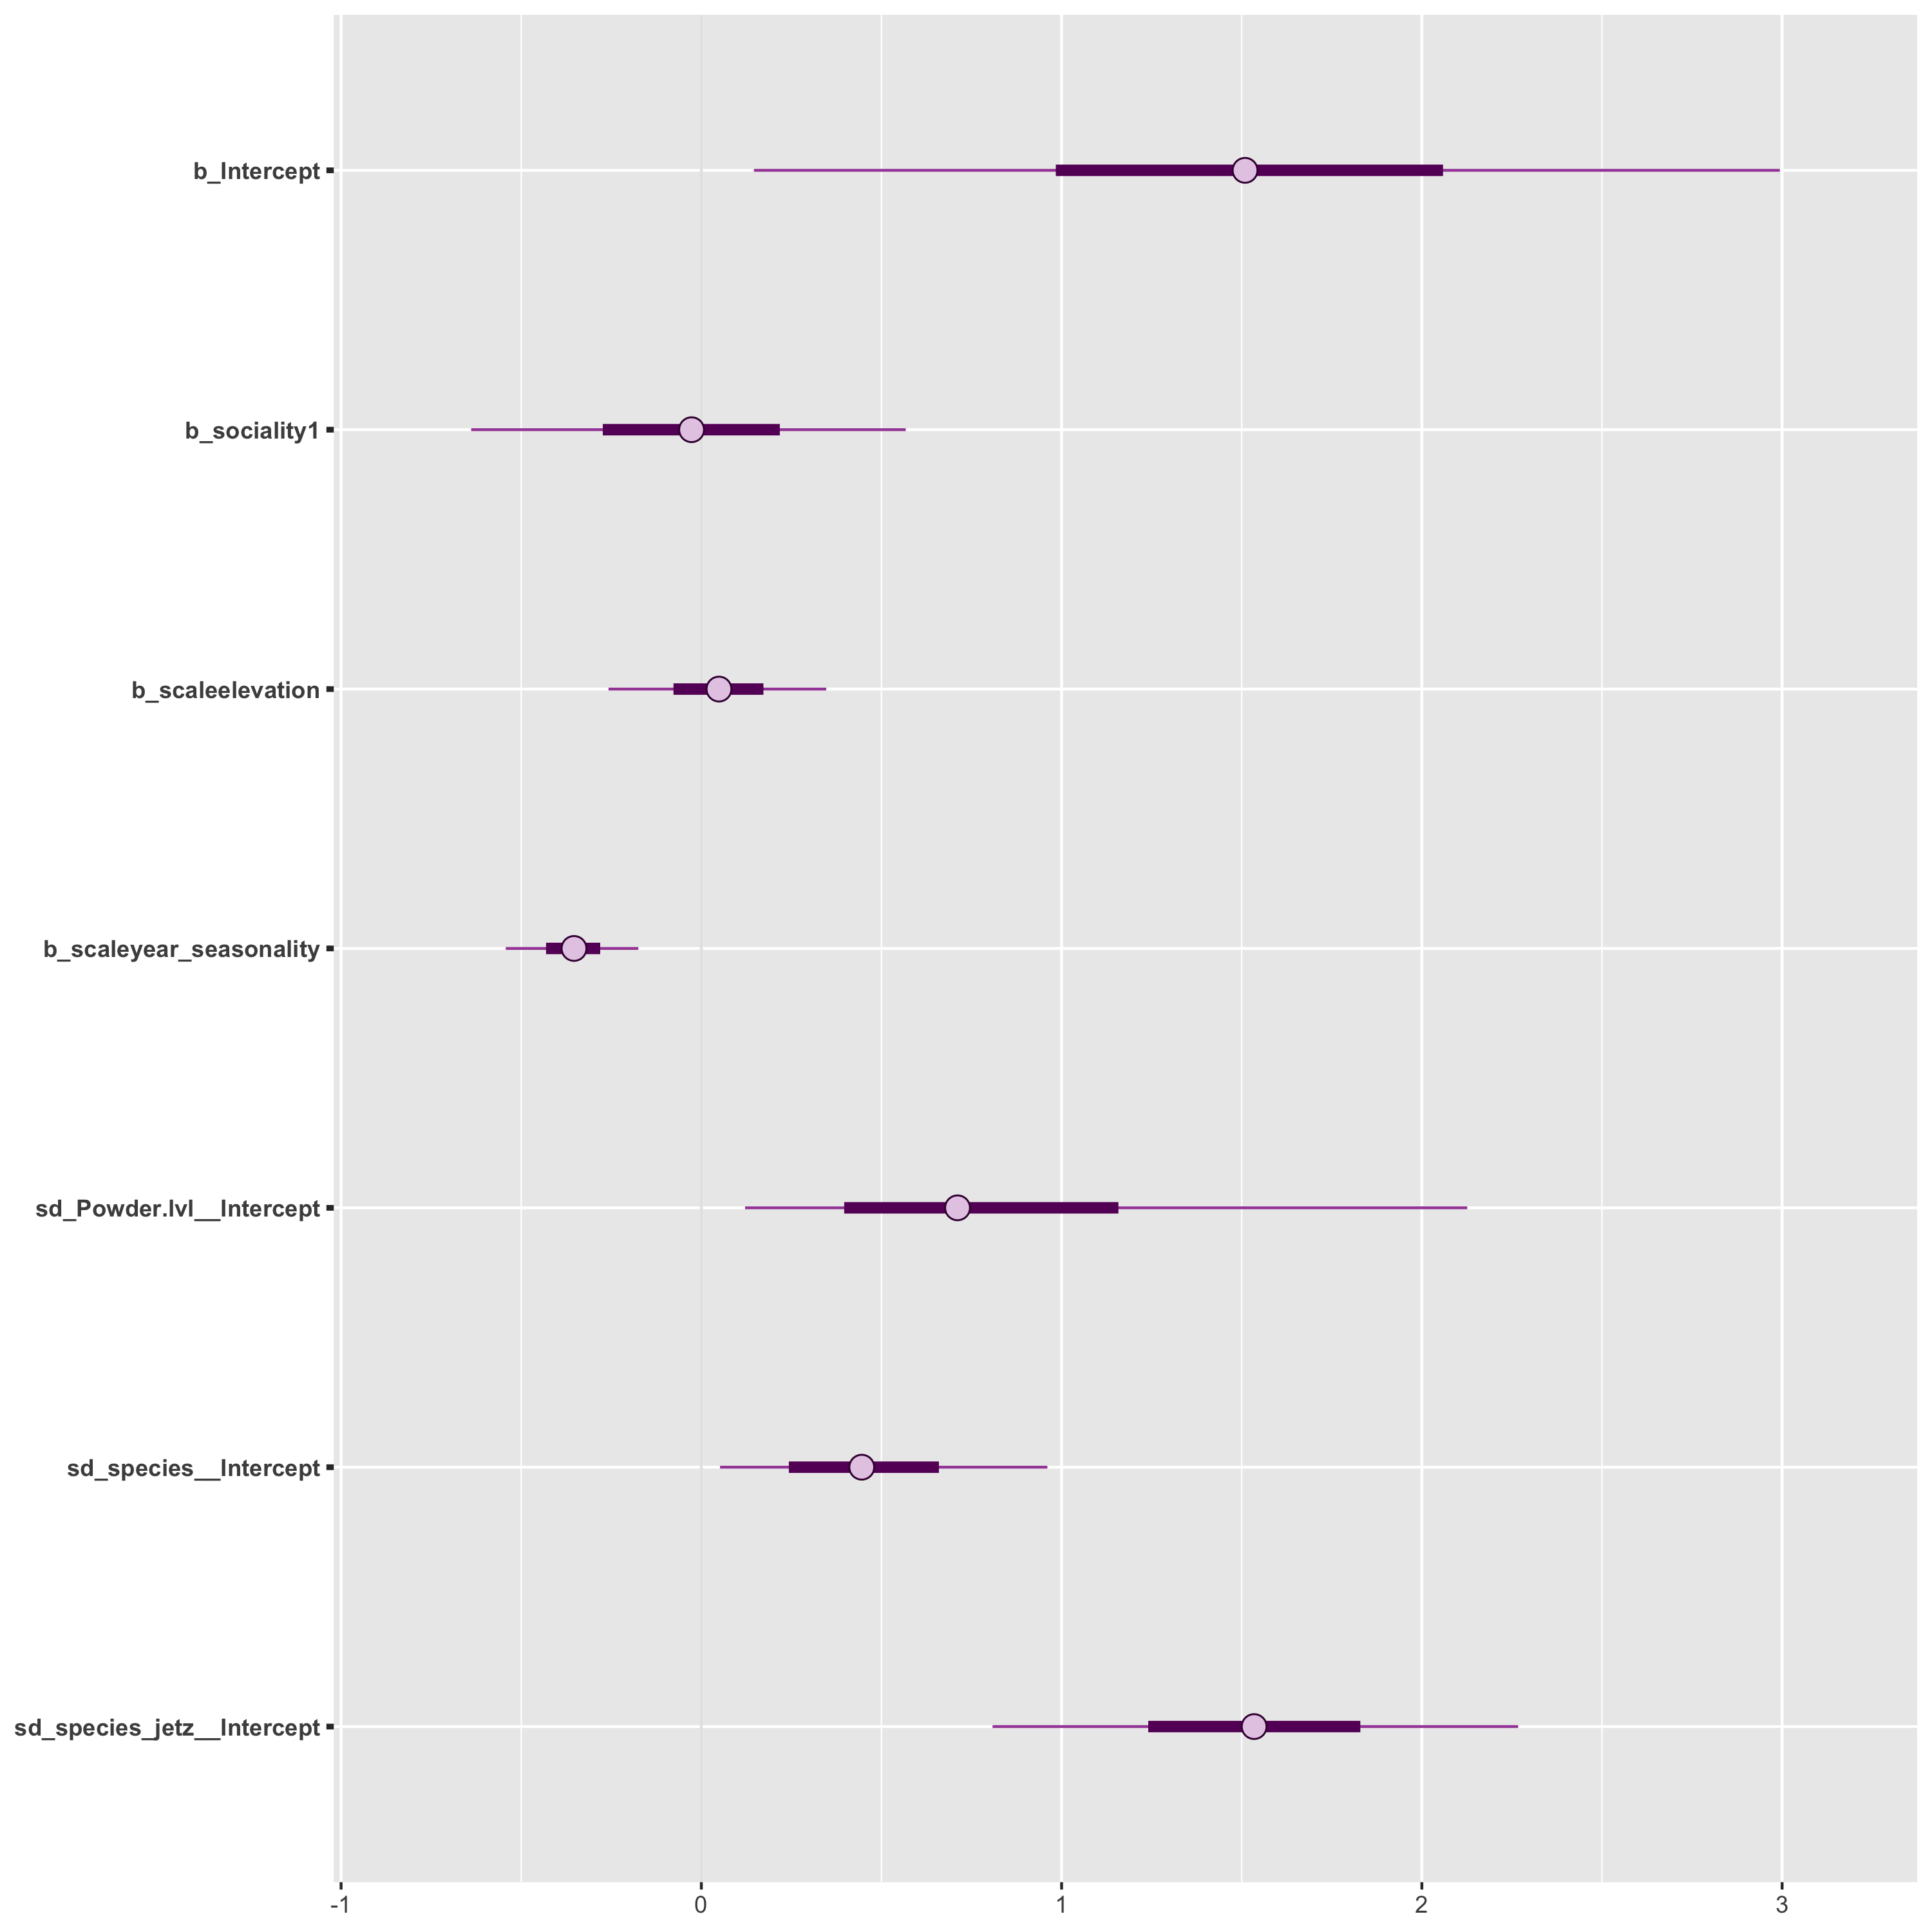 b_Intercept
b_sociality1
b_scaleelevation
b_scaleyear_seasonality
sd_Powder.lvl__Intercept
sd_species__Intercept
sd_species_jetz__Intercept
-1 0 1 2 3